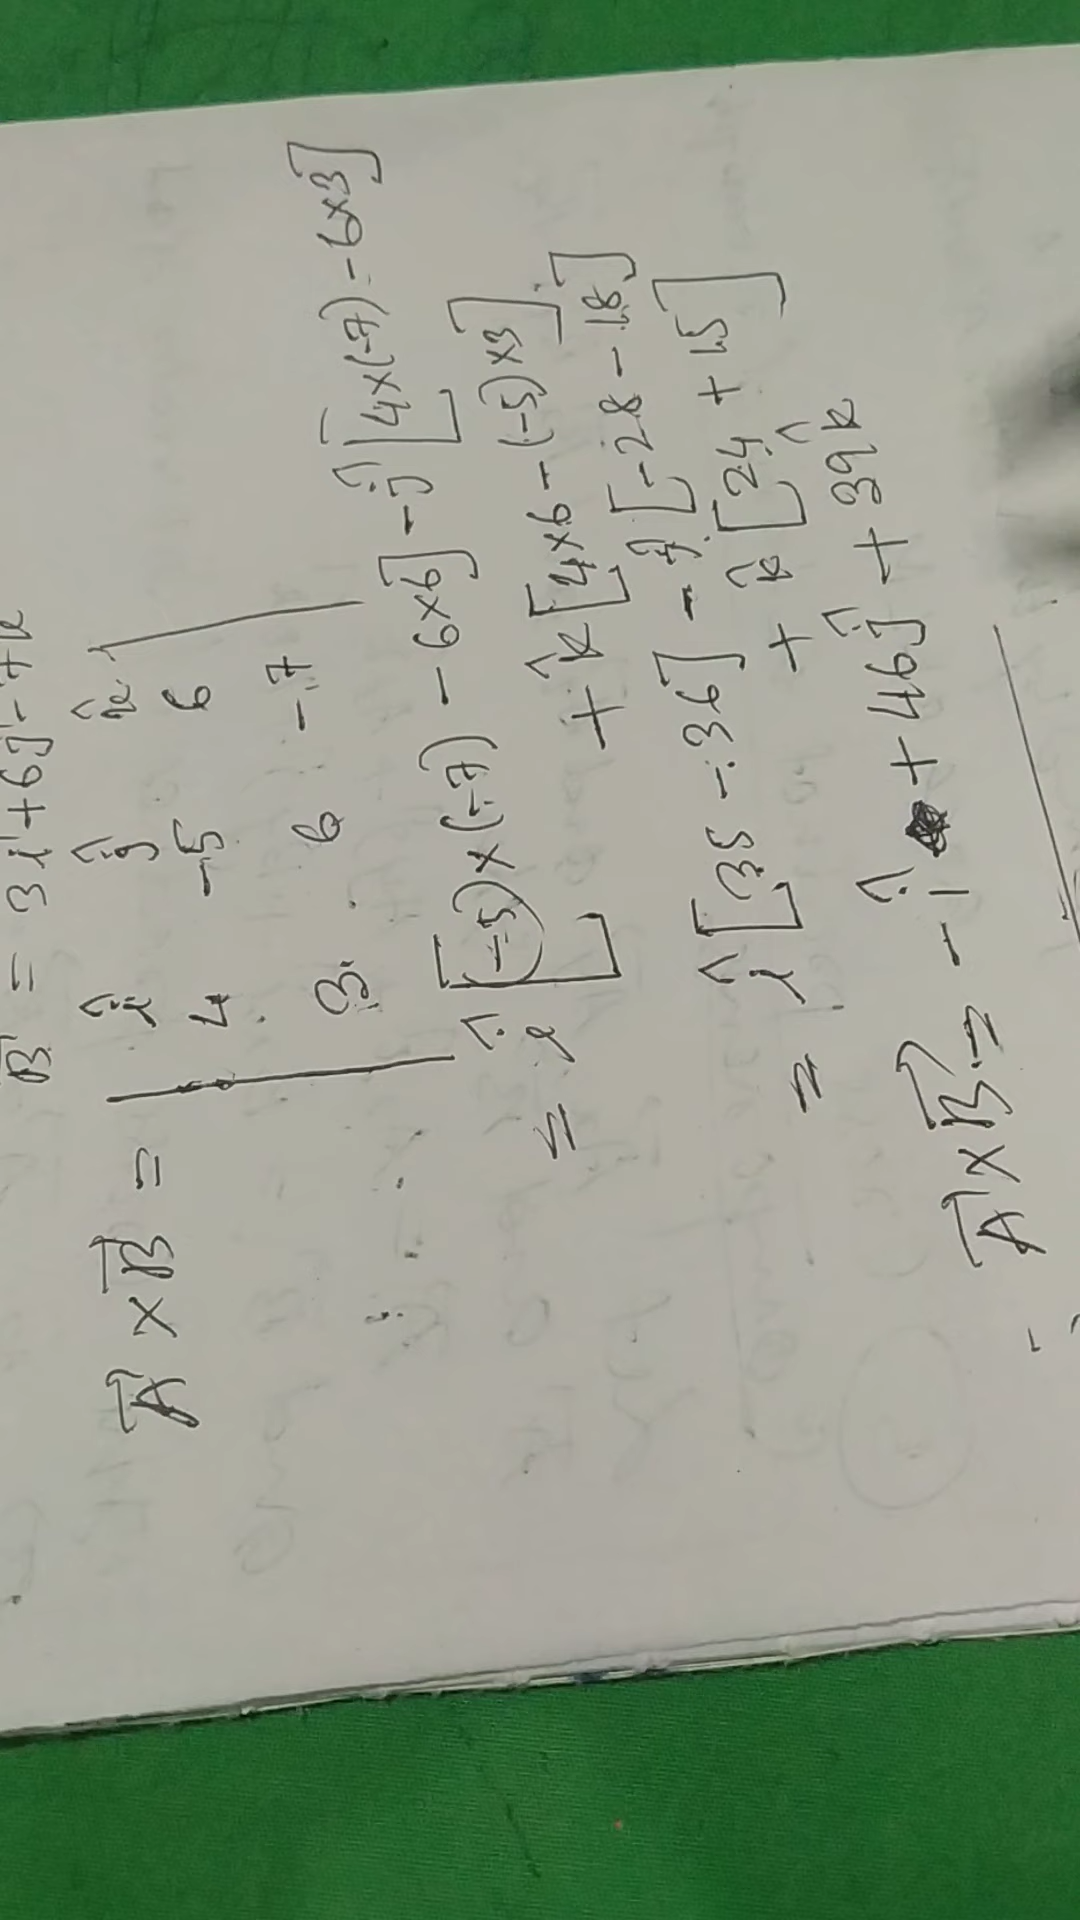 B⃗ = 3î + 6ĵ - 7k
A⃗ × B⃗ = | î ĵ k̂ |
4 -5 6
3 6 -7
= î [(-5)×(-7) - 6×6] - ĵ [4×(-7) - 6×3]
+ k̂ [4×6 - (-5)×3]
= î [35 - 36] - ĵ [-28 - 18]
+ k̂ [24 + 15]
A⃗ × B⃗ = -î + 46ĵ + 39k̂